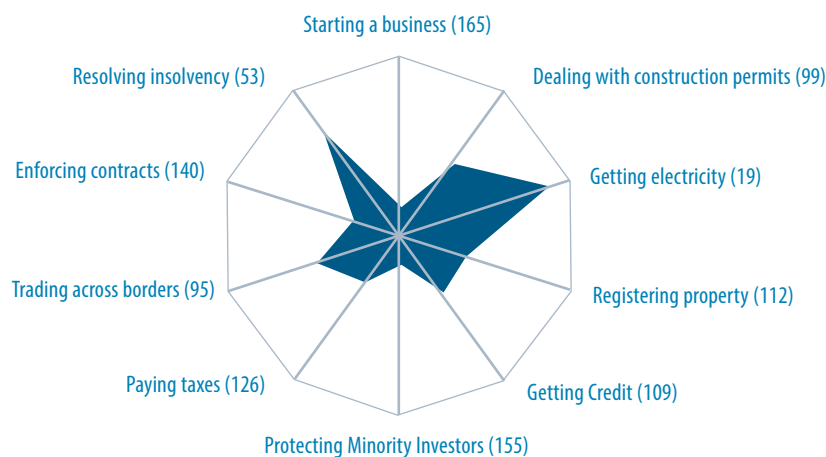 Starting a business (165)
Resolving insolvency (53)
Dealing with construction permits (99)
Enforcing contracts (140)
Getting electricity (19)
Trading across borders (95)
Registering property (112)
Paying taxes (126)
Getting Credit (109)
Protecting Minority Investors (155)